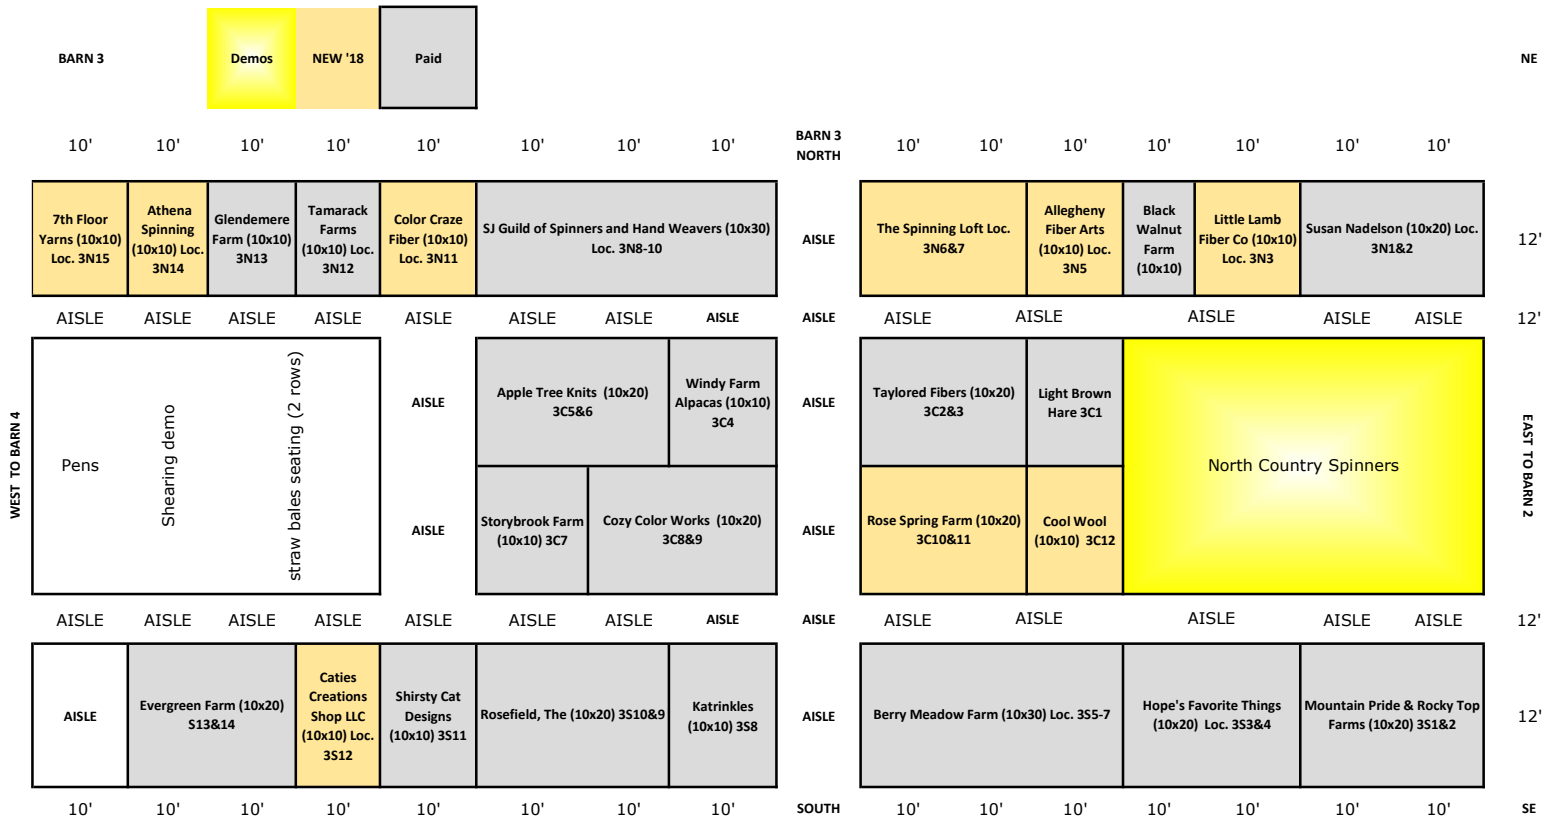 BARN 3
Demos
NEW '18
Paid
NE
10'
10'
10'
10'
10'
10'
10'
10'
BARN 3
NORTH
10'
10'
10'
10'
10'
10'
10'
7th Floor
Yarns (10x10)
Loc. 3N15
Athena
Spinning
(10x10) Loc.
3N14
Glendemere
Farm (10x10)
3N13
Tamarack
Farms
(10x10) Loc.
3N12
Color Craze
Fiber (10x10)
Loc. 3N11
SJ Guild of Spinners and Hand Weavers (10x30)
Loc. 3N8-10
AISLE
The Spinning Loft Loc.
3N6&7
Allegheny
Fiber Arts
(10x10) Loc.
3N5
Black
Walnut
Farm
(10x10)
Little Lamb
Fiber Co (10x10)
Loc. 3N3
Susan Nadelson (10x20) Loc.
3N1&2
12'
AISLE
AISLE
AISLE
AISLE
AISLE
AISLE
AISLE
AISLE
AISLE
AISLE
AISLE
AISLE
AISLE
AISLE
12'
WEST TO BARN 4
Pens
Shearing demo
straw bales seating (2 rows)
AISLE
Apple Tree Knits (10x20)
3C5&6
Windy Farm
Alpacas (10x10)
3C4
AISLE
Taylored Fibers (10x20)
3C2&3
Light Brown
Hare 3C1
North Country Spinners
EAST TO BARN 2
AISLE
Storybrook Farm
(10x10) 3C7
Cozy Color Works (10x20)
3C8&9
AISLE
Rose Spring Farm (10x20)
3C10&11
Cool Wool
(10x10) 3C12
AISLE
AISLE
AISLE
AISLE
AISLE
AISLE
AISLE
AISLE
AISLE
AISLE
AISLE
AISLE
AISLE
AISLE
12'
AISLE
Evergreen Farm (10x20)
S13&14
Caties
Creations
Shop LLC
(10x10) Loc.
3S12
Shirsty Cat
Designs
(10x10) 3S11
Rosefield, The (10x20) 3S10&9
Katrinkles
(10x10) 3S8
AISLE
Berry Meadow Farm (10x30) Loc. 3S5-7
Hope's Favorite Things
(10x20) Loc. 3S3&4
Mountain Pride & Rocky Top
Farms (10x20) 3S1&2
12'
10'
10'
10'
10'
10'
10'
10'
10'
SOUTH
10'
10'
10'
10'
10'
10'
10'
SE